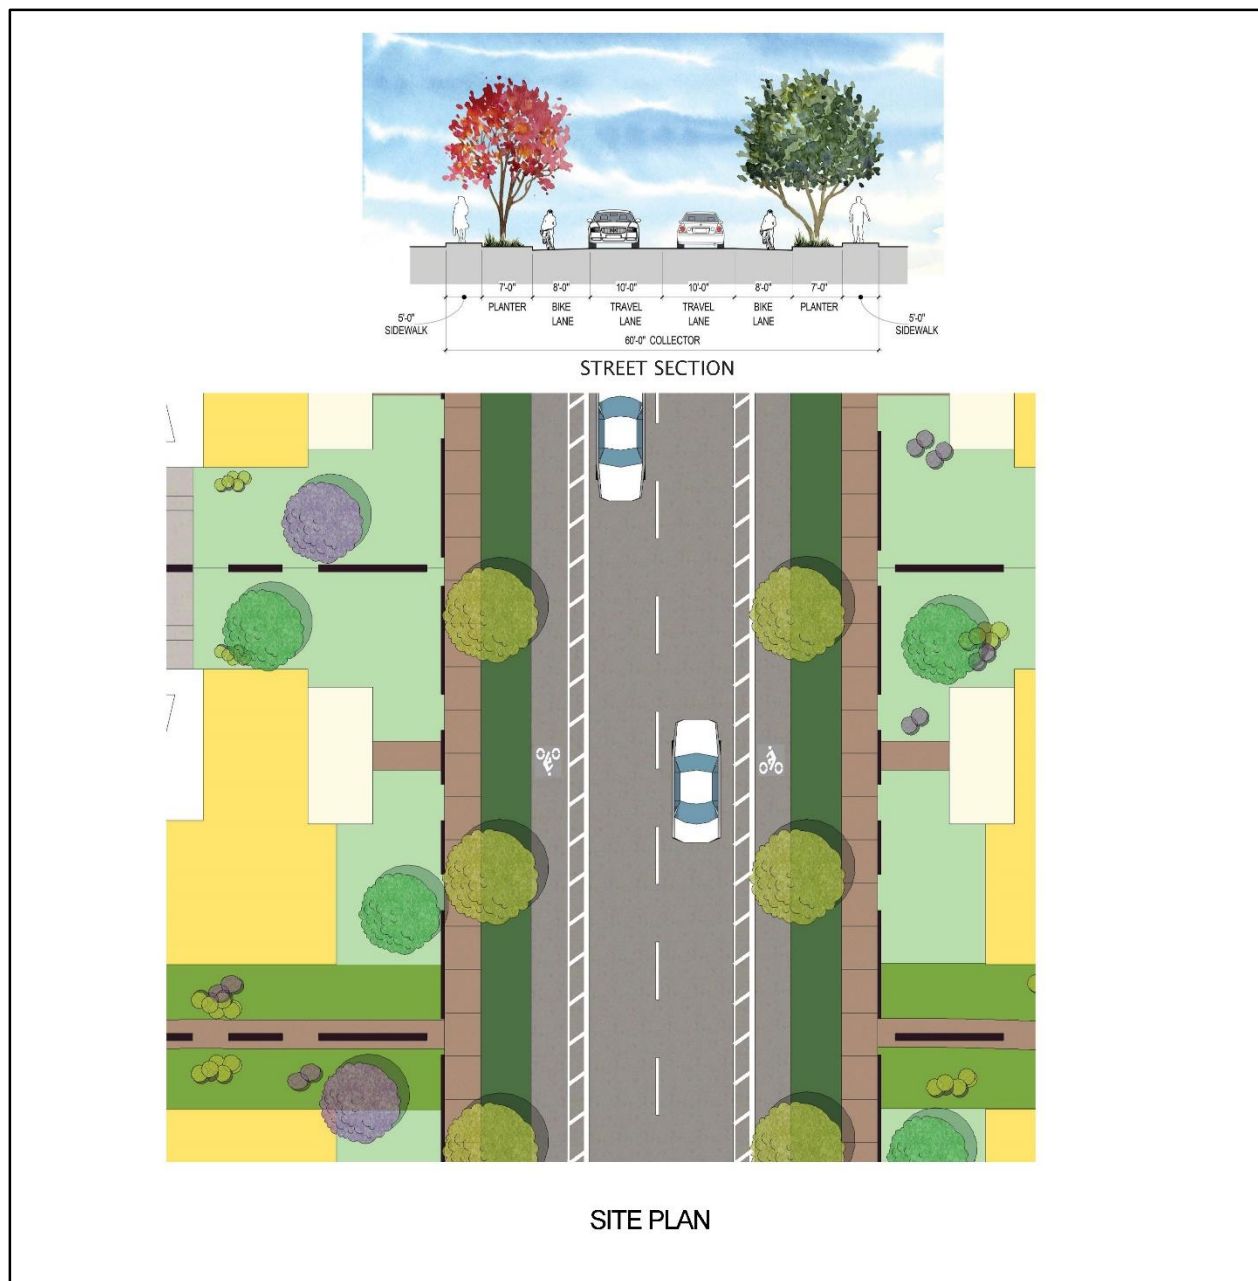 7'-0" 8'-0" 10'-0" 10'-0" 8'-0" 7'-0"
PLANTER BIKE TRAVEL TRAVEL BIKE PLANTER
LANE LANE LANE LANE
5'-0" 5'-0"
SIDEWALK SIDEWALK
60'-0" COLLECTOR
STREET SECTION
SITE PLAN